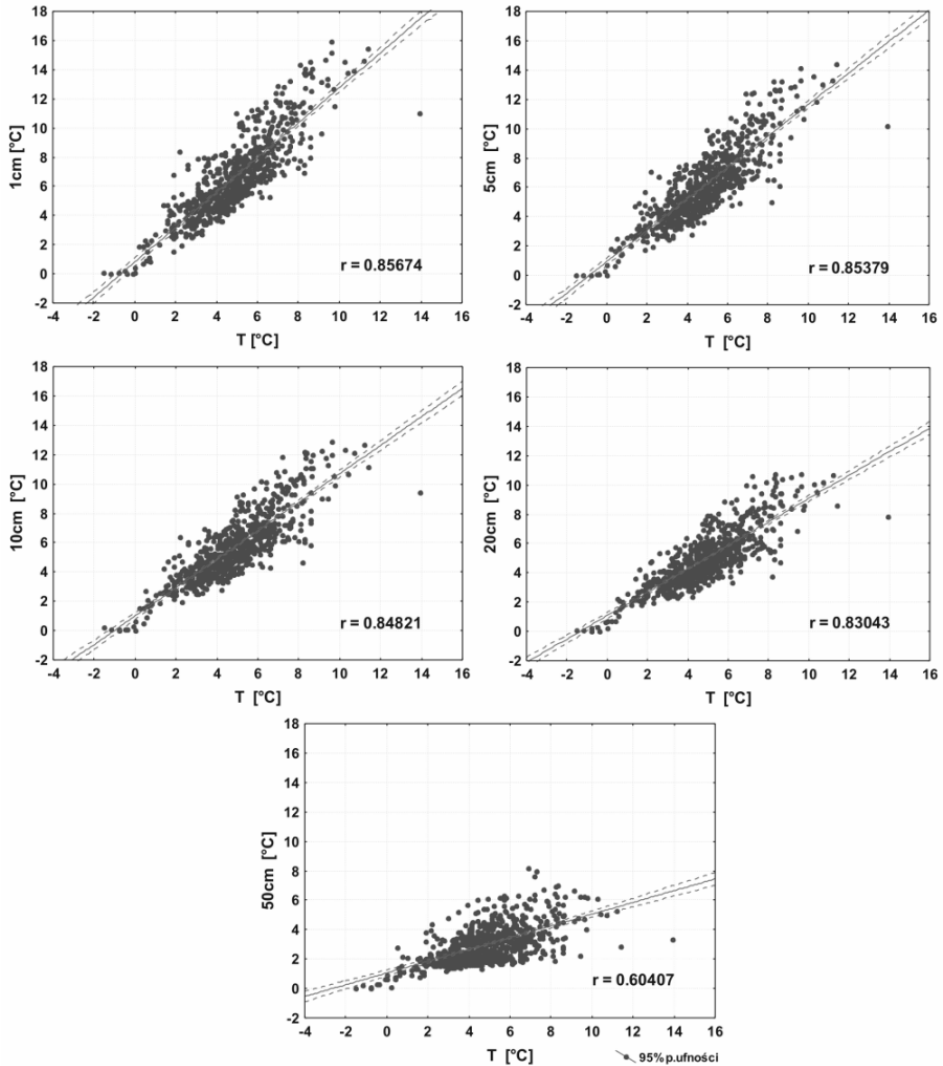 18 18
16 16
14 14
12 12
10 10
8 8
6 6
4 4
2 2
0 0
-2 -2
1cm [°C] 5cm [°C]
r = 0.85674 r = 0.85379
-4 -2 0 2 4 6 8 10 12 14 16 -4 -2 0 2 4 6 8 10 12 14 16
T [°C] T [°C]
18 18
16 16
14 14
12 12
10 10
8 8
6 6
4 4
2 2
0 0
-2 -2
10cm [°C] 20cm [°C]
r = 0.84821 r = 0.83043
-4 -2 0 2 4 6 8 10 12 14 16 -4 -2 0 2 4 6 8 10 12 14 16
T [°C] T [°C]
18
16
14
12
10
8
6
4
2
0
-2
50cm [°C]
r = 0.60407
-4 -2 0 2 4 6 8 10 12 14 16
T [°C]
95% p.ufności